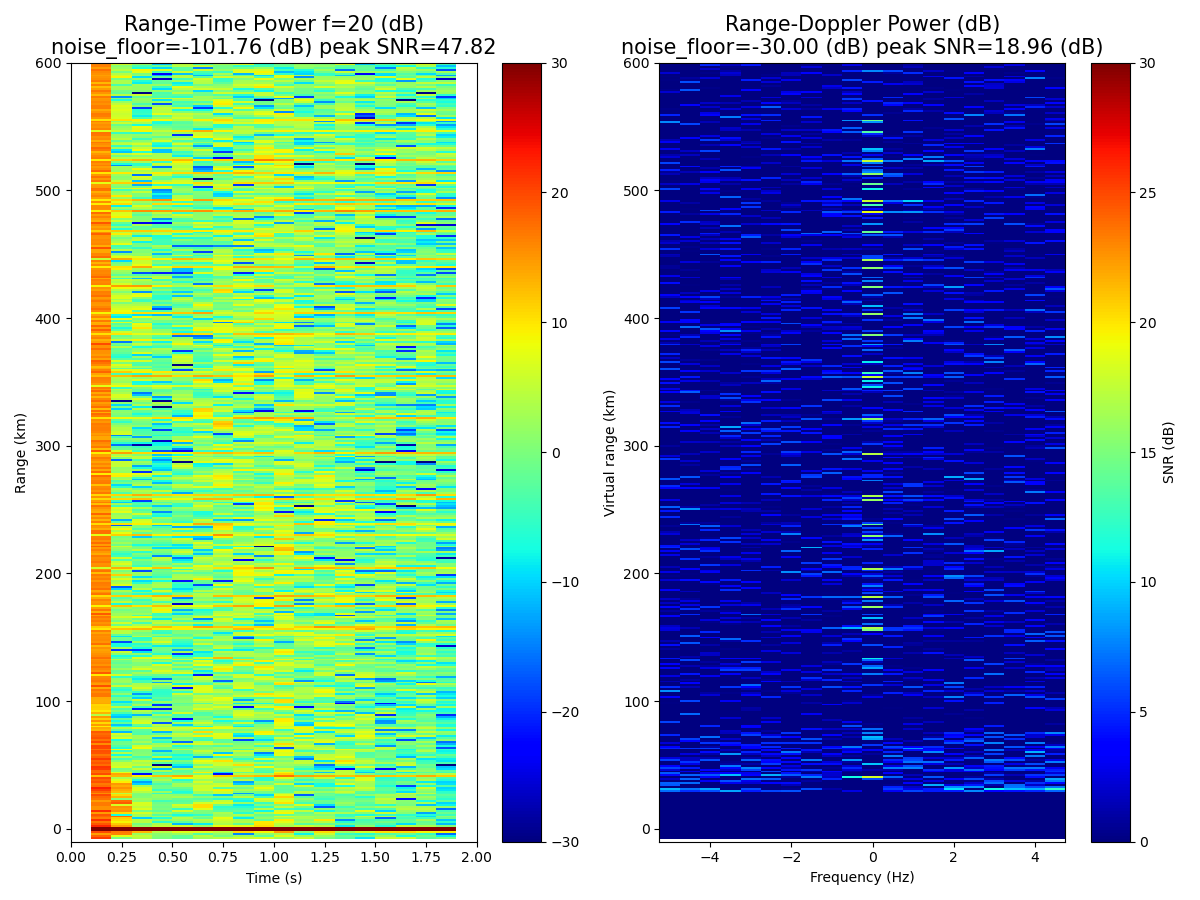 Range-Time Power f=20 (dB)
noise_floor=-101.76 (dB) peak SNR=47.82
600
500
400
300
200
100
0
Range (km)
0.00 0.25 0.50 0.75 1.00 1.25 1.50 1.75 2.00
Time (s)
30
20
10
0
−10
−20
−30
Range-Doppler Power (dB)
noise_floor=-30.00 (dB) peak SNR=18.96 (dB)
600
500
400
300
200
100
0
Virtual range (km)
−4 −2 0 2 4
Frequency (Hz)
30
25
20
15
10
5
0
SNR (dB)